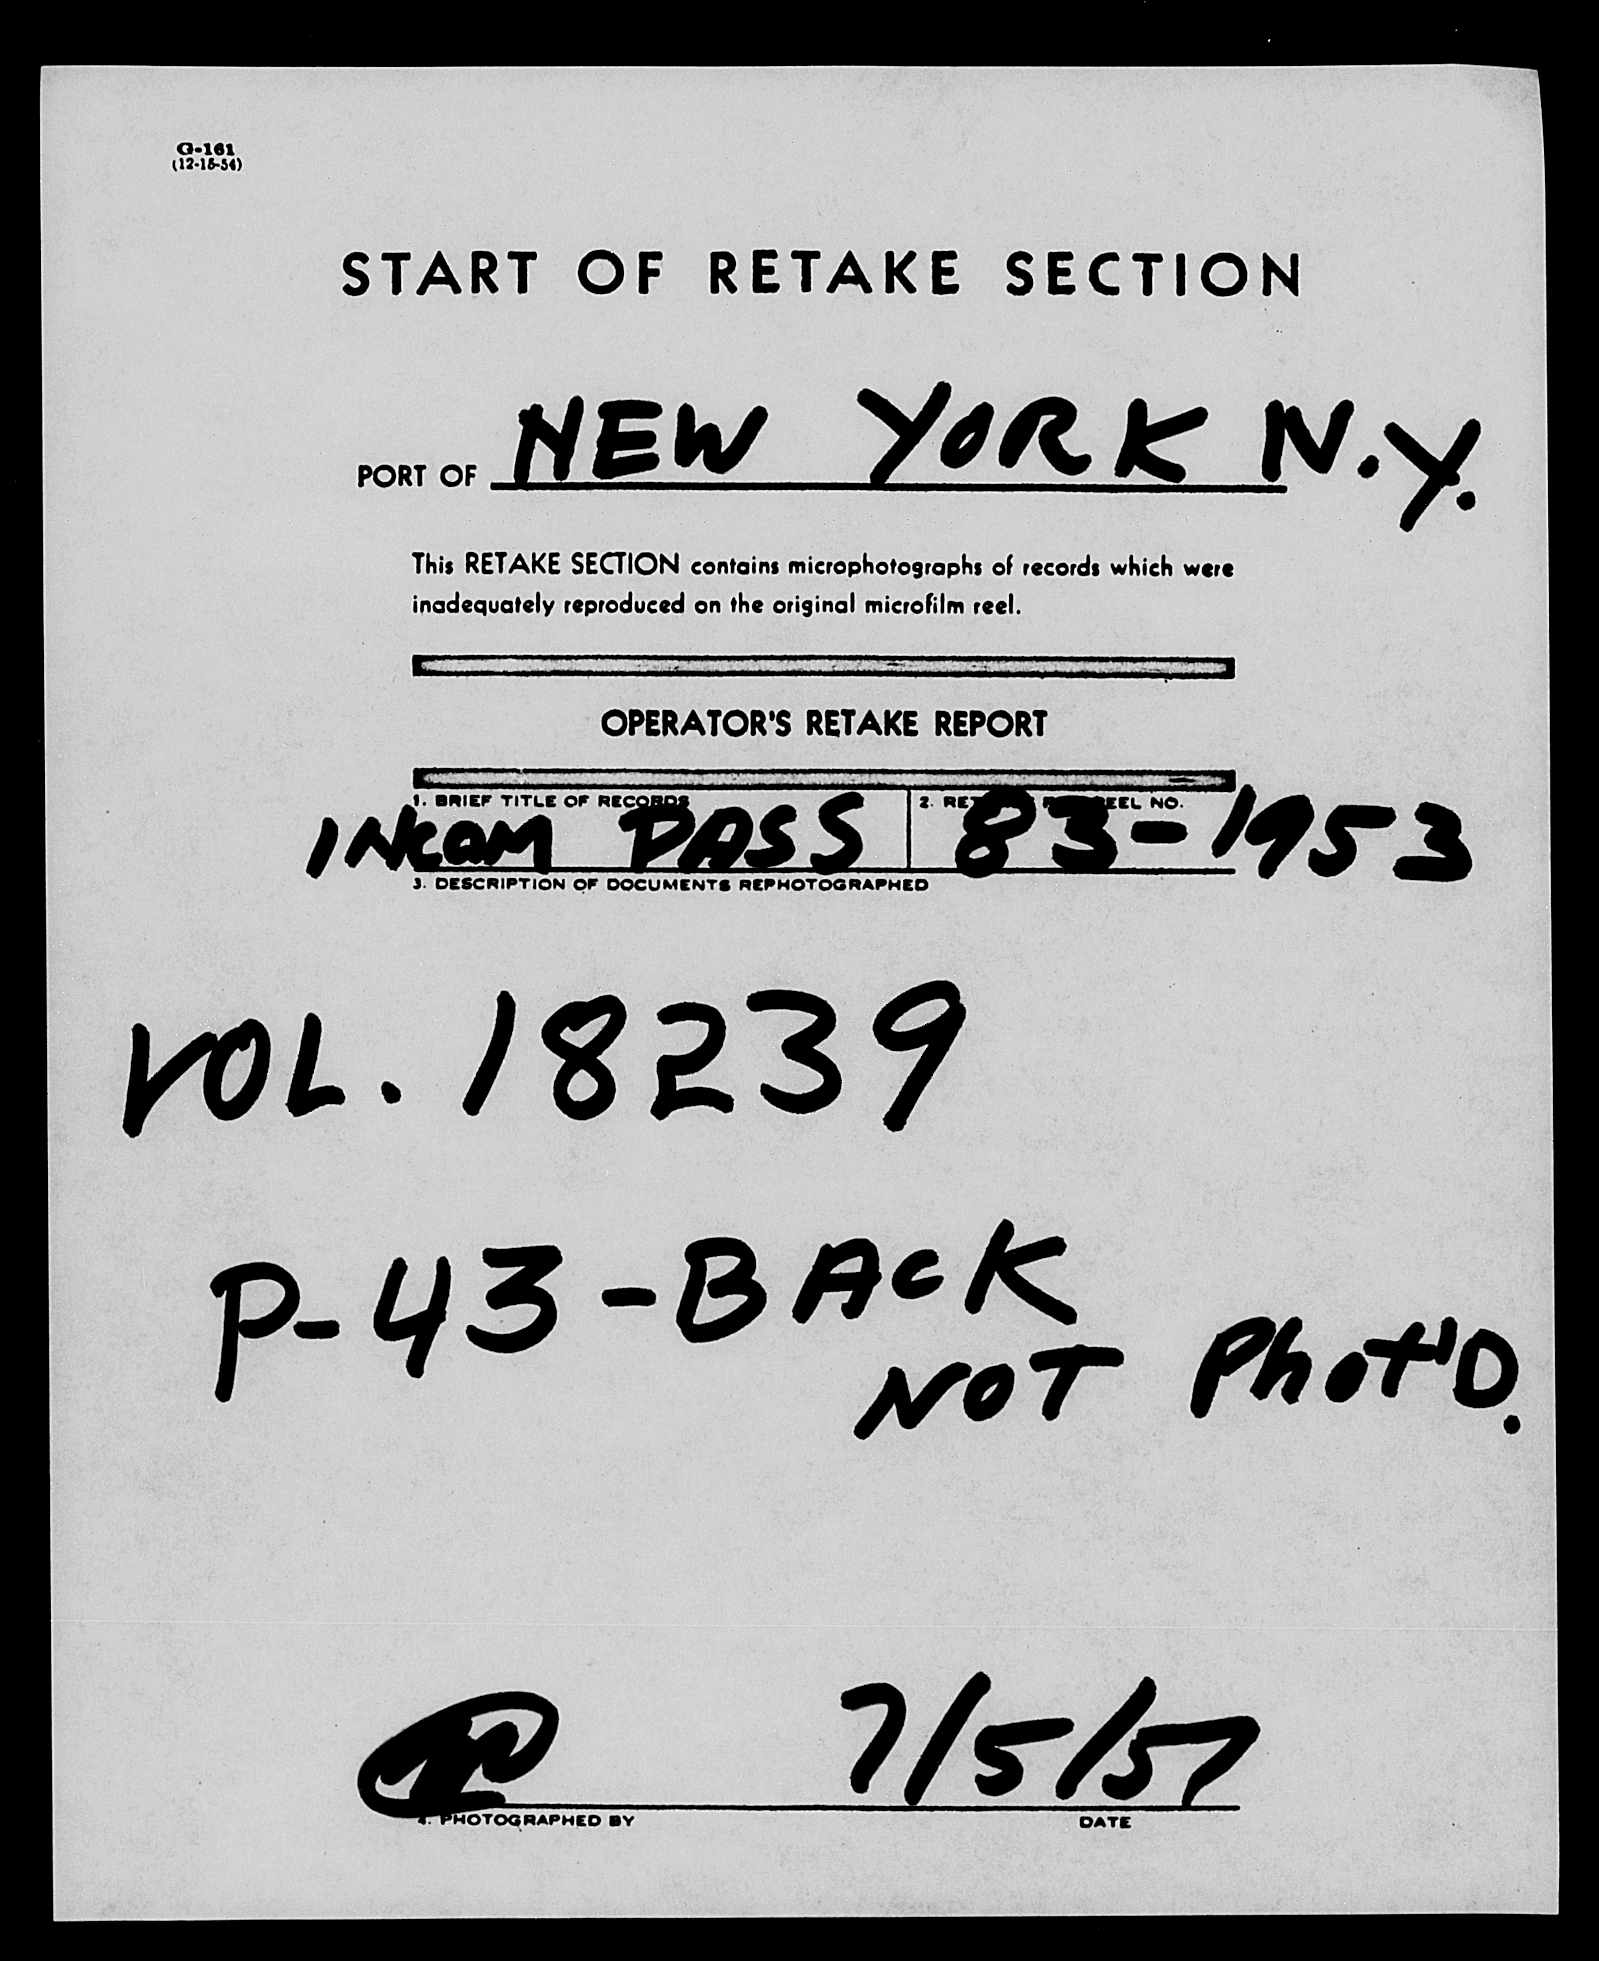 G-161
(12-15-54)
START OF RETAKE SECTION
PORT OF NEW YORK N.Y.
This RETAKE SECTION contains microphotographs of records which were
inadequately reproduced on the original microfilm reel.
OPERATOR'S RETAKE REPORT
1. BRIEF TITLE OF RECORDS 2. REEL NO.
INCOM PASS 83-1953
3. DESCRIPTION OF DOCUMENTS REPHOTOGRAPHED
VOL. 18239
P-43-BACK
NOT Phot'D.
7/5/57
4. PHOTOGRAPHED BY DATE